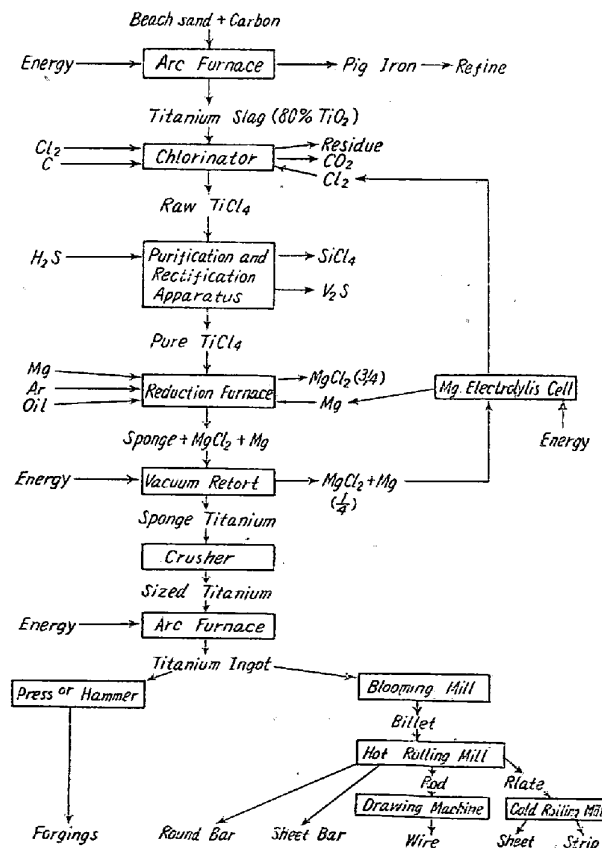 Beach sand + Carbon
Energy
Arc Furnace
Pig Iron
Refine
Titanium Slag (80% TiO2)
Cl2
C
Chlorinator
Residue
CO2
Cl2
Raw TiCl4
H2S
Purification and
Rectification
Apparatus
SiCl4
V2S
Pure TiCl4
Mg
Ar
Oil
Reduction Furnace
MgCl2 (3/4)
Mg
Mg. Electrolyis Cell
Energy
Sponge + MgCl2 + Mg
Energy
Vacuum Retort
MgCl2 + Mg
(1/4)
Sponge Titanium
Crusher
Sized Titanium
Energy
Arc Furnace
Titanium Ingot
Press or Hammer
Blooming Mill
Billet
Hot Rolling Mill
Rod
Rlate
Drawing Machine
Cold Rolling Mill
Forgings
Round Bar
Sheet Bar
Wire
Sheet
Strip